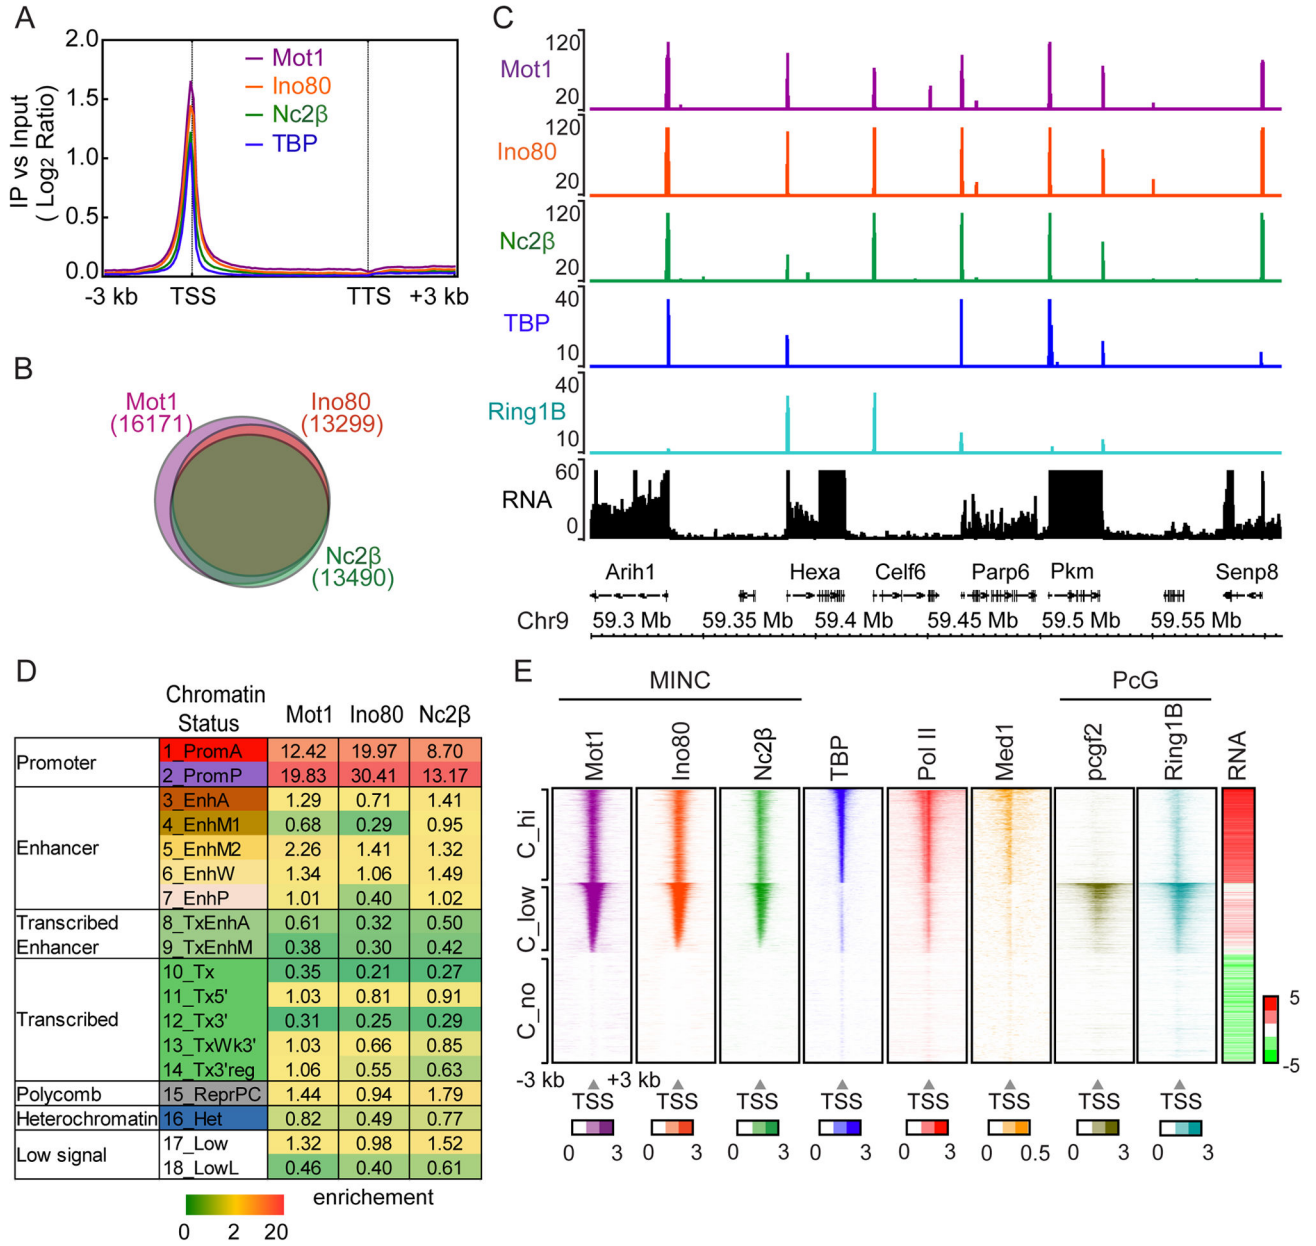 A
2.0
1.5
1.0
0.5
0.0
IP vs Input
( Log2 Ratio)
Mot1
Ino80
Nc2β
TBP
-3 kb TSS TTS +3 kb
B
Mot1
(16171)
Ino80
(13299)
Nc2β
(13490)
C
Mot1
120
20
Ino80
120
20
Nc2β
120
20
TBP
40
10
Ring1B
40
10
RNA
60
0
Arih1 Hexa Celf6 Parp6 Pkm Senp8
Chr9
59.3 Mb 59.35 Mb 59.4 Mb 59.45 Mb 59.5 Mb 59.55 Mb
D
Chromatin
Status Mot1 Ino80 Nc2β
Promoter
1_PromA 12.42 19.97 8.70
2_PromP 19.83 30.41 13.17
Enhancer
3_EnhA 1.29 0.71 1.41
4_EnhM1 0.68 0.29 0.95
5_EnhM2 2.26 1.41 1.32
6_EnhW 1.34 1.06 1.49
7_EnhP 1.01 0.40 1.02
Transcribed 8_TxEnhA 0.61 0.32 0.50
Enhancer 9_TxEnhM 0.38 0.30 0.42
Transcribed
10_Tx 0.35 0.21 0.27
11_Tx5' 1.03 0.81 0.91
12_Tx3' 0.31 0.25 0.29
13_TxWk3' 1.03 0.66 0.85
14_Tx3'reg 1.06 0.55 0.63
Polycomb 15_ReprPC 1.44 0.94 1.79
Heterochromatin 16_Het 0.82 0.49 0.77
Low signal
17_Low 1.32 0.98 1.52
18_LowL 0.46 0.40 0.61
enrichement
0 2 20
E
MINC PcG
Mot1 Ino80 Nc2β TBP Pol II Med1 pcgf2 Ring1B RNA
C_hi
C_low
C_no
5
-5
-3 kb +3 kb
TSS TSS TSS TSS TSS TSS TSS TSS
0 3 0 3 0 3 0 3 0 3 0 0.5 0 3 0 3